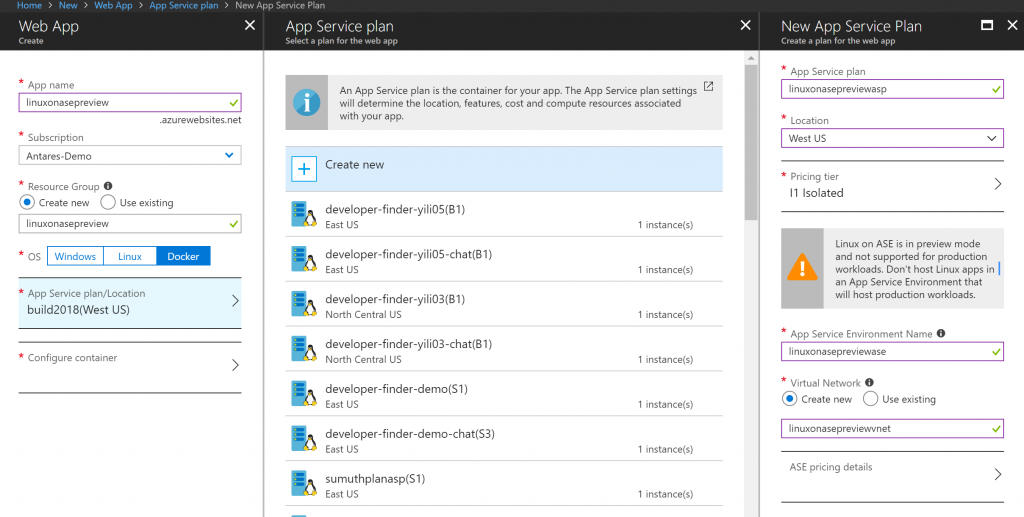 Home > New > Web App > App Service plan > New App Service Plan
Web App
Create
* App name
linuxonasepreview
.azurewebsites.net
* Subscription
Antares-Demo
* Resource Group
Create new Use existing
linuxonasepreview
* OS Windows Linux Docker
* App Service plan/Location
build2018(West US)
* Configure container
App Service plan
Select a plan for the web app
An App Service plan is the container for your app. The App Service plan settings
will determine the location, features, cost and compute resources associated
with your app.
Create new
developer-finder-yili05(B1)
East US 1 instance(s)
developer-finder-yili05-chat(B1)
East US 1 instance(s)
developer-finder-yili03(B1)
North Central US 1 instance(s)
developer-finder-yili03-chat(B1)
North Central US 1 instance(s)
developer-finder-demo(S1)
East US 1 instance(s)
developer-finder-demo-chat(S3)
East US 1 instance(s)
sumuthplanasp(S1)
East US 1 instance(s)
New App Service Plan
Create a plan for the web app
* App Service plan
linuxonasepreviewasp
* Location
West US
* Pricing tier
I1 Isolated
Linux on ASE is in preview mode
and not supported for production
workloads. Don't host Linux apps in
an App Service Environment that
will host production workloads.
* App Service Environment Name
linuxonasepreviewase
* Virtual Network
Create new Use existing
linuxonasepreviewvnet
ASE pricing details